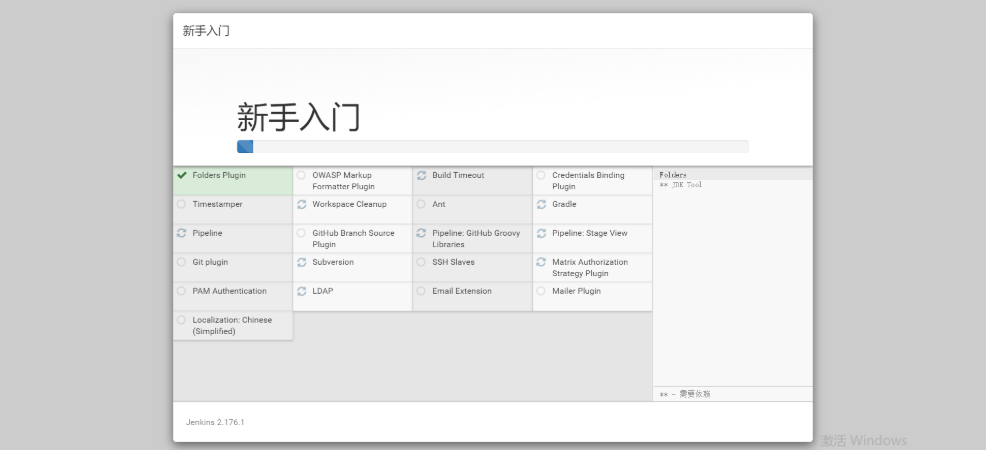 新手入门
新手入门
Folders Plugin
OWASP Markup
Formatter Plugin
Build Timeout
Credentials Binding
Plugin
Folders
** JDK Tool
Timestamper
Workspace Cleanup
Ant
Gradle
Pipeline
GitHub Branch Source
Plugin
Pipeline: GitHub Groovy
Libraries
Pipeline: Stage View
Git plugin
Subversion
SSH Slaves
Matrix Authorization
Strategy Plugin
PAM Authentication
LDAP
Email Extension
Mailer Plugin
Localization: Chinese
(Simplified)
** - 需要依赖
Jenkins 2.176.1
激活 Windows